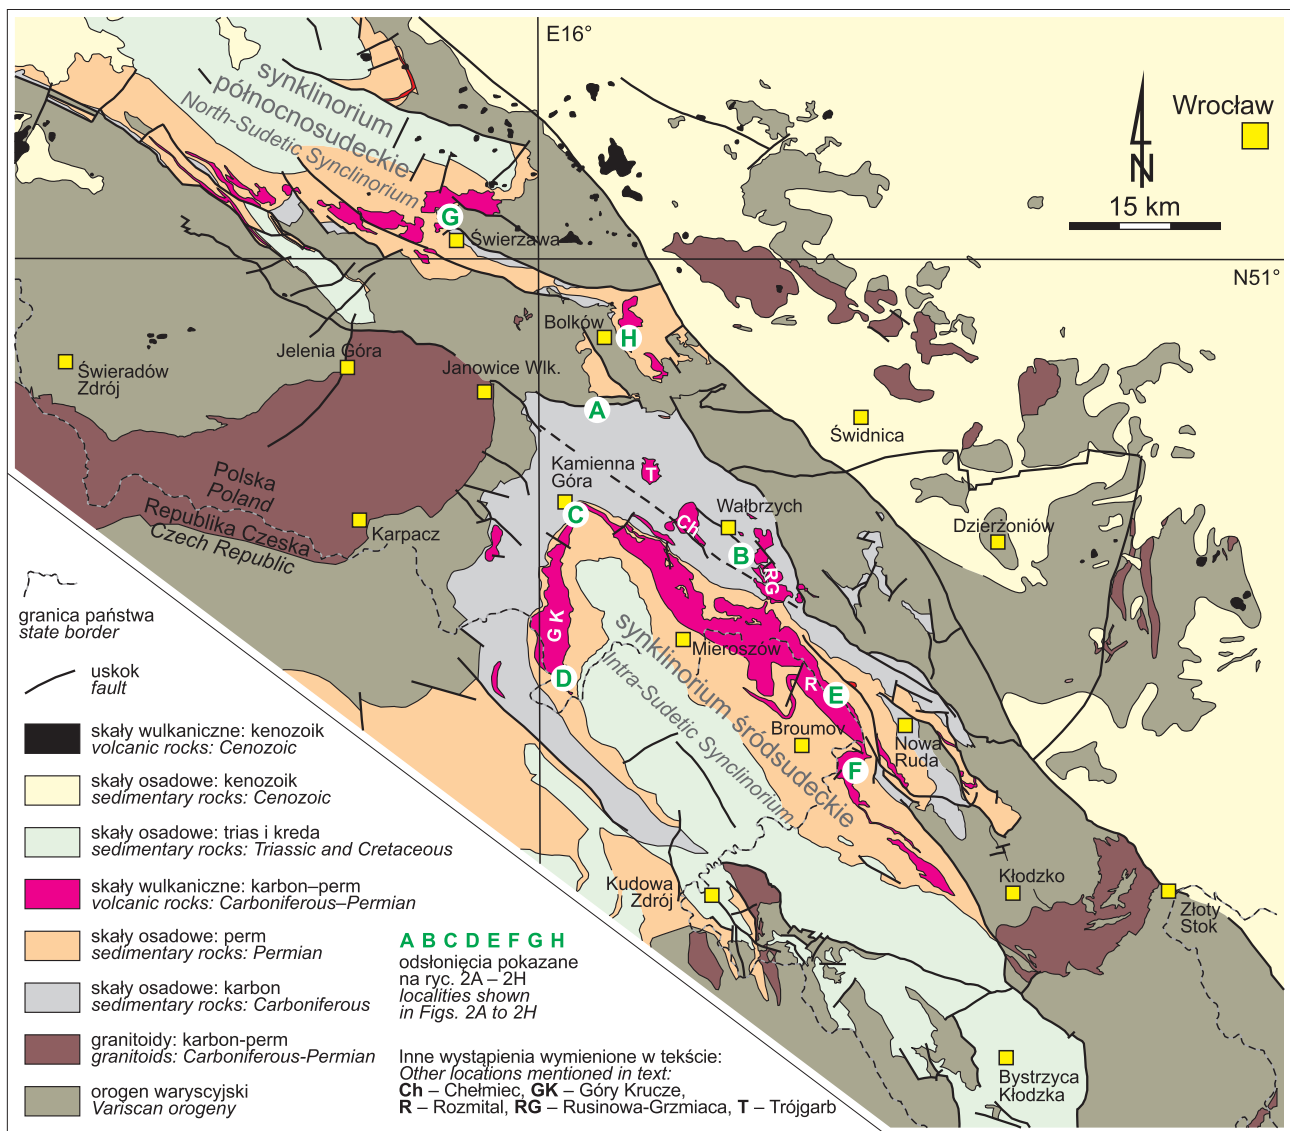 E16°
Wrocław
N
15 km
N51°
synklinorium
północnosudeckie
North-Sudetic Synclinorium
G
Świerzawa
Bolków
H
Jelenia Góra
Janowice Wlk.
Świeradów
Zdrój
A
Świdnica
Polska
Poland
Republika Czeska
Czech Republic
Karpacz
Kamienna
Góra
T
C
Ch
Wałbrzych
B
RG
Dzierżoniów
GK
D
synklinorium śródsudeckie
Intra-Sudetic Synclinorium
Mieroszów
R
E
Broumov
Nowa
Ruda
F
Kudowa
Zdrój
Kłodzko
Złoty
Stok
Bystrzyca
Kłodzka
granica państwa
state border
uskok
fault
skały wulkaniczne: kenozoik
volcanic rocks: Cenozoic
skały osadowe: kenozoik
sedimentary rocks: Cenozoic
skały osadowe: trias i kreda
sedimentary rocks: Triassic and Cretaceous
skały wulkaniczne: karbon–perm
volcanic rocks: Carboniferous–Permian
skały osadowe: perm
sedimentary rocks: Permian
skały osadowe: karbon
sedimentary rocks: Carboniferous
granitoidy: karbon-perm
granitoids: Carboniferous-Permian
orogen waryscyjski
Variscan orogeny
A B C D E F G H
odsłonięcia pokazane
na ryc. 2A – 2H
localities shown
in Figs. 2A to 2H
Inne wystąpienia wymienione w tekście:
Other locations mentioned in text:
Ch – Chełmiec, GK – Góry Krucze,
R – Rozmital, RG – Rusinowa-Grzmiaca, T – Trójgarb